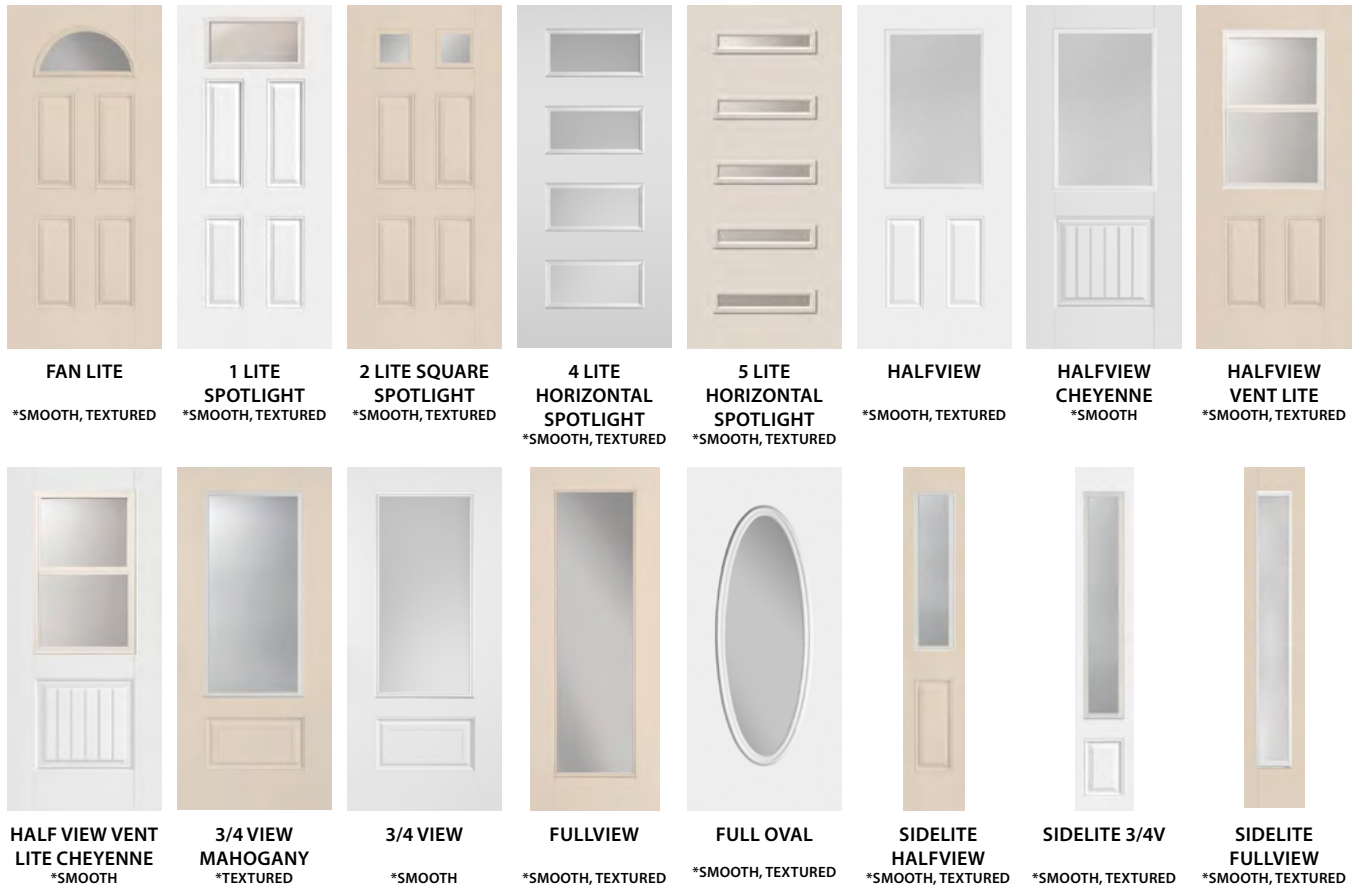 FAN LITE
*SMOOTH, TEXTURED
1 LITE
SPOTLIGHT
*SMOOTH, TEXTURED
2 LITE SQUARE
SPOTLIGHT
*SMOOTH, TEXTURED
4 LITE
HORIZONTAL
SPOTLIGHT
*SMOOTH, TEXTURED
5 LITE
HORIZONTAL
SPOTLIGHT
*SMOOTH, TEXTURED
HALFVIEW
*SMOOTH, TEXTURED
HALFVIEW
CHEYENNE
*SMOOTH
HALFVIEW
VENT LITE
*SMOOTH, TEXTURED
HALF VIEW VENT
LITE CHEYENNE
*SMOOTH
3/4 VIEW
MAHOGANY
*TEXTURED
3/4 VIEW
*SMOOTH
FULLVIEW
*SMOOTH, TEXTURED
FULL OVAL
*SMOOTH, TEXTURED
SIDELITE
HALFVIEW
*SMOOTH, TEXTURED
SIDELITE 3/4V
*SMOOTH, TEXTURED
SIDELITE
FULLVIEW
*SMOOTH, TEXTURED